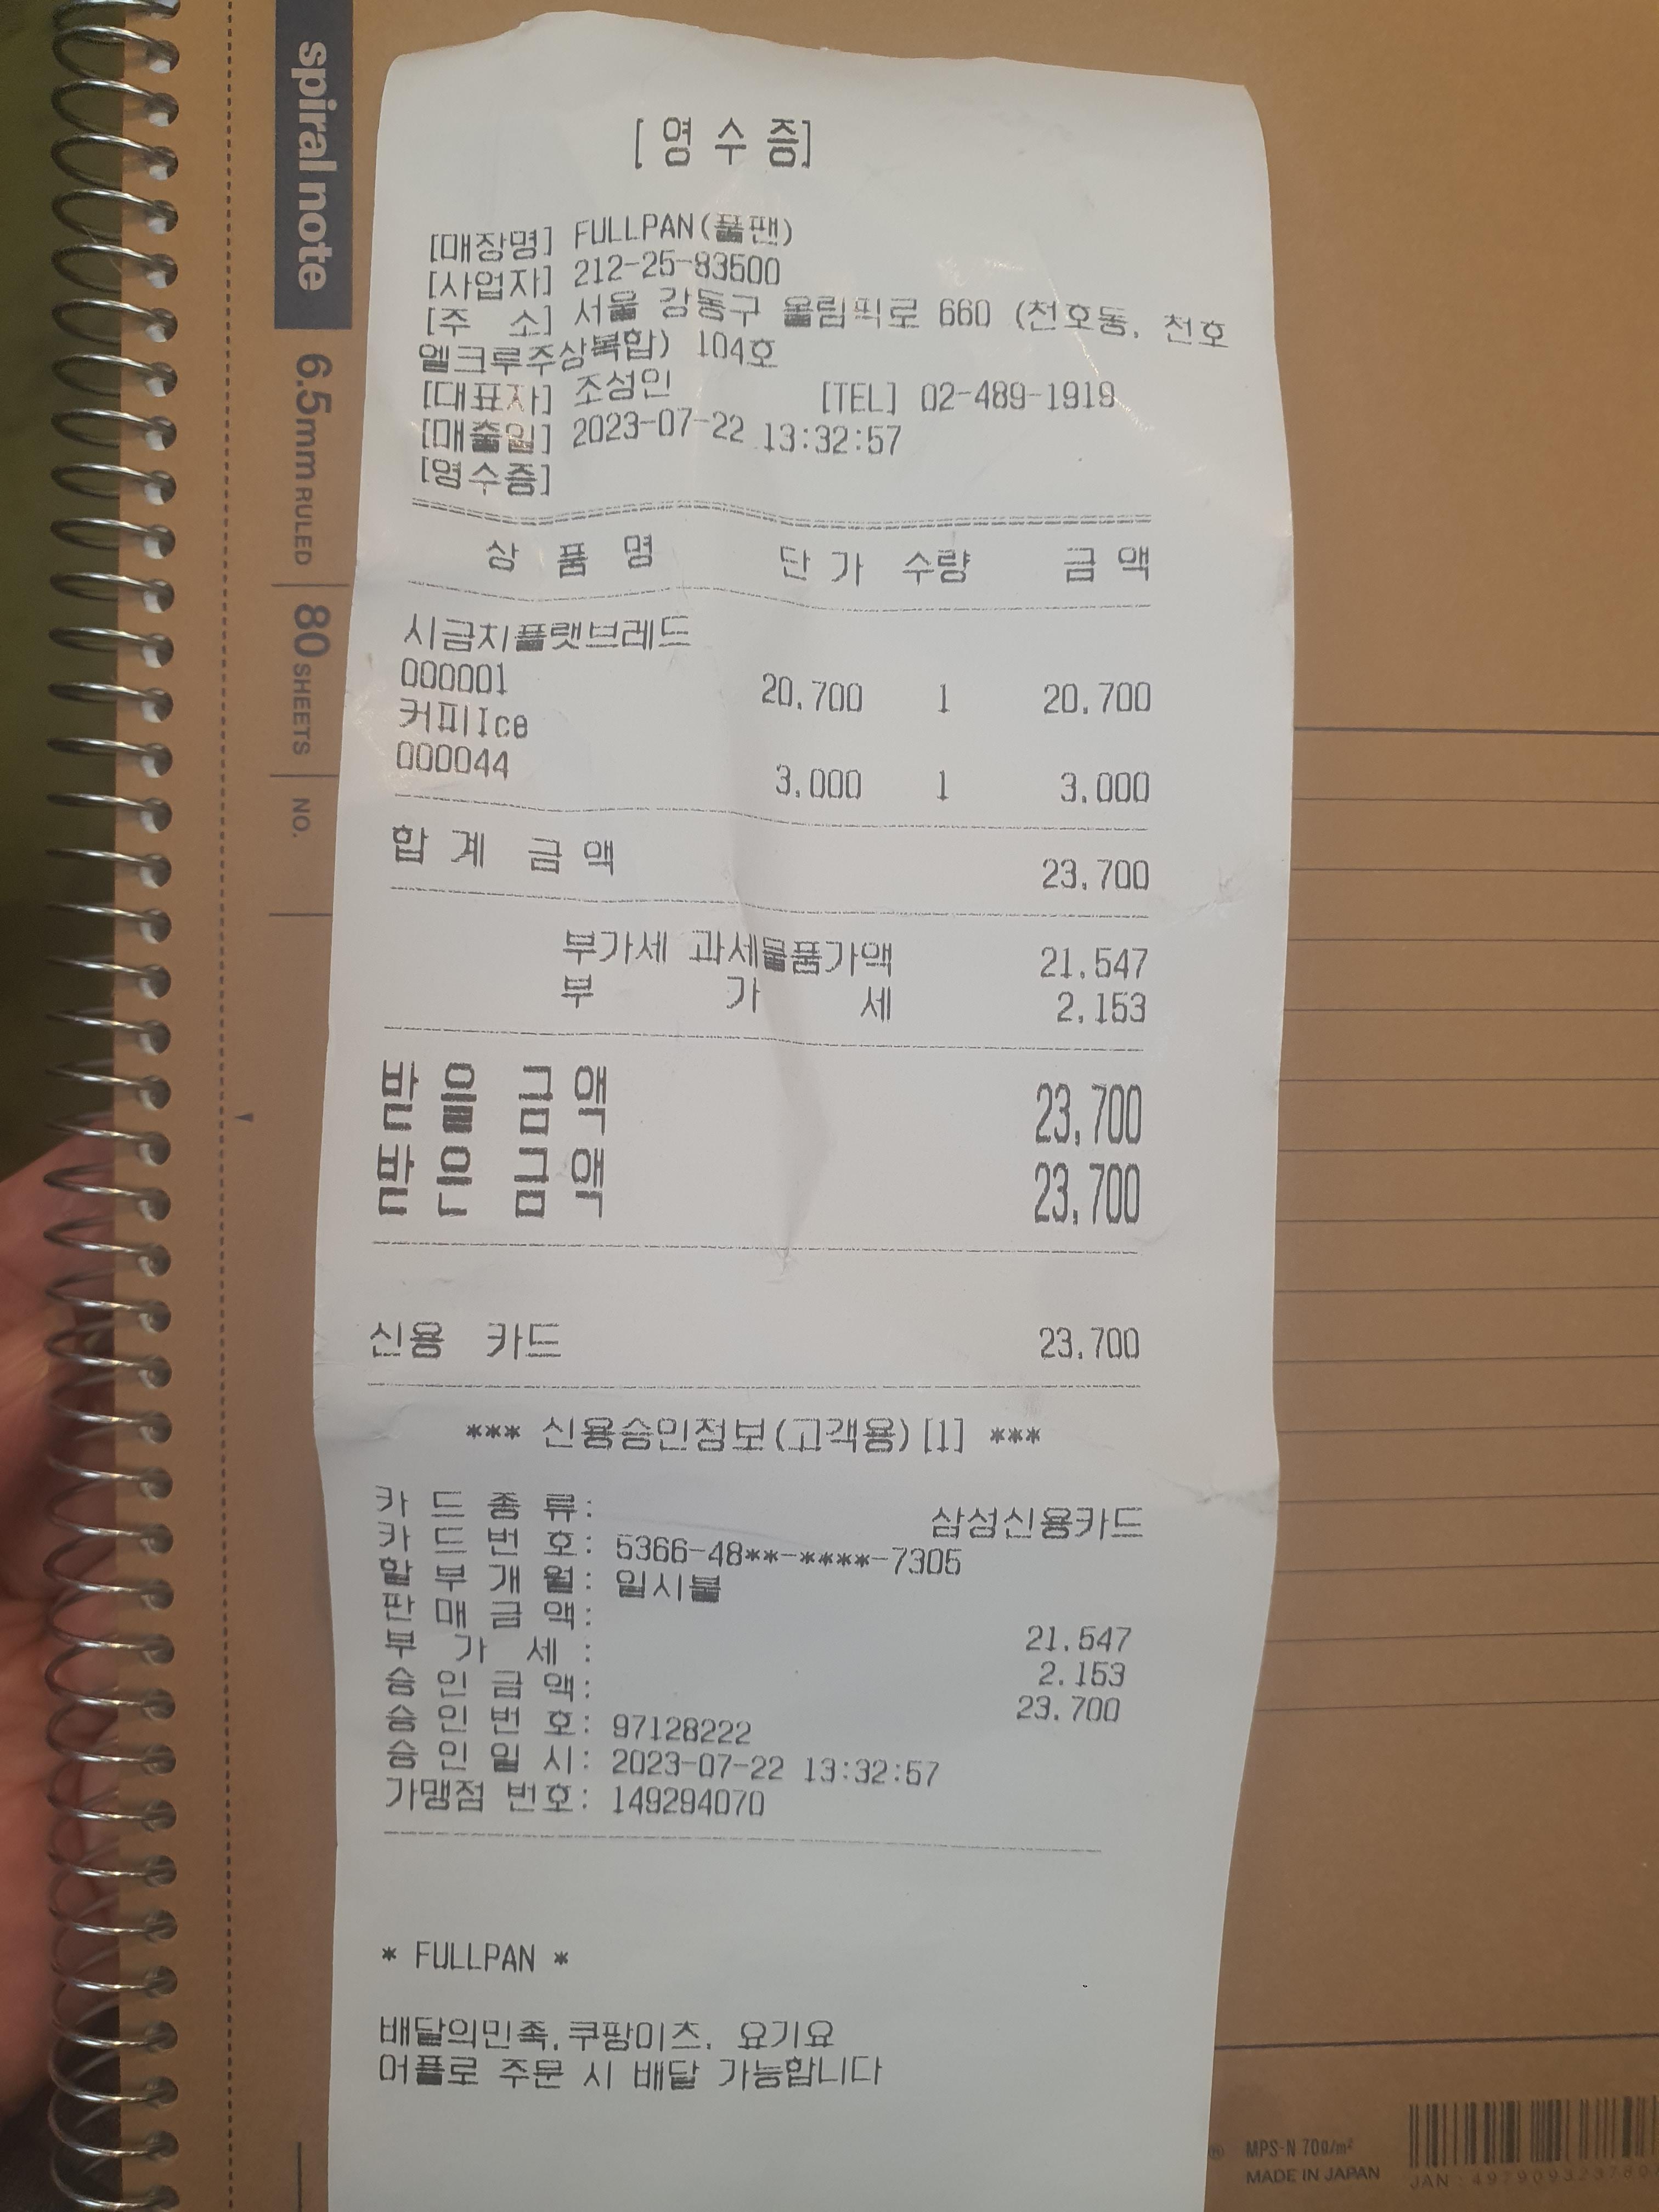 [ 영 수 증]
[매장명] FULLPAN(풀팬)
[사업자] 212-25-83500
[주 소] 서울 강동구 올림픽로 660 (천호동, 천호
엘크루주상복합) 104호
[대표자] 조성인 [TEL] 02-489-1919
[매출일] 2023-07-22 13:32:57
[영수증]
상 품 명 단 가 수량 금 액
시금치플랫브레드
000001 20,700 1 20,700
커피Ice
000044 3,000 1 3,000
합 계 금 액 23,700
부가세 과세물품가액 21,547
부 가 세 2,153
받 을 금 액 23,700
받 은 금 액 23,700
신용 카드 23,700
*** 신용승인정보(고객용)[1] ***
카 드 종 류: 삼성신용카드
카 드 번 호: 5366-48**-****-7305
할 부 개 월: 일시불
판 매 금 액: 21,547
부 가 세 : 2,153
승 인 금 액: 23,700
승 인 번 호: 97128222
승 인 일 시: 2023-07-22 13:32:57
가맹점 번호: 149294070
* FULLPAN *
배달의민족,쿠팡이츠, 요기요
어플로 주문 시 배달 가능합니다
spiral note
6.5mm RULED
80 SHEETS
NO.
MPS-N 70g/m²
MADE IN JAPAN